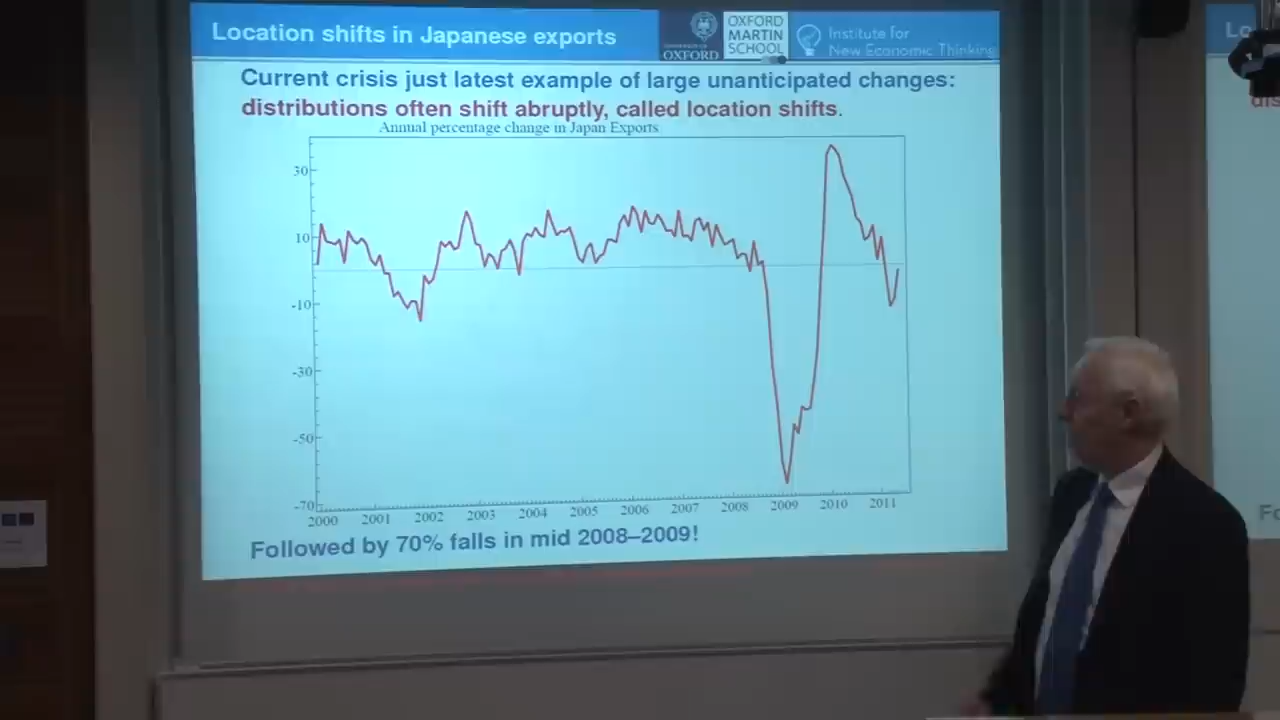 Location shifts in Japanese exports
UNIVERSITY OF
OXFORD
OXFORD
MARTIN
SCHOOL
Institute for
New Economic Thinking
Current crisis just latest example of large unanticipated changes:
distributions often shift abruptly, called location shifts.
Annual percentage change in Japan Exports
30
10
-10
-30
-50
-70
2000 2001 2002 2003 2004 2005 2006 2007 2008 2009 2010 2011
Followed by 70% falls in mid 2008–2009!
Lo
dis
Fo